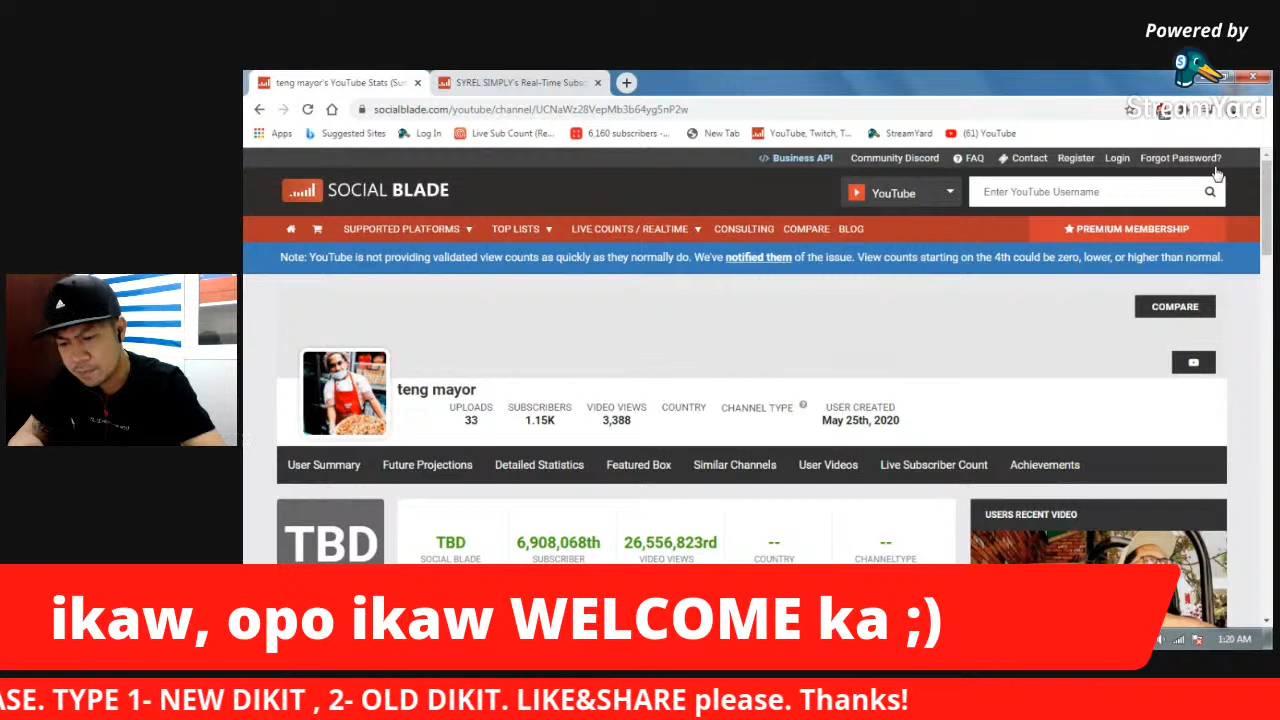 Powered by
StreamYard
teng mayor's YouTube Stats (Sun
SYREL SIMPLY's Real-Time Subsc
socialblade.com/youtube/channel/UCNaWz28VepMb3b64yg5nP2w
Apps
Suggested Sites
Log In
Live Sub Count (Re...
6,160 subscribers -...
New Tab
YouTube, Twitch, T...
StreamYard
(61) YouTube
Business API
Community Discord
FAQ
Contact
Register
Login
Forgot Password?
SOCIAL BLADE
YouTube
Enter YouTube Username
SUPPORTED PLATFORMS
TOP LISTS
LIVE COUNTS / REALTIME
CONSULTING
COMPARE
BLOG
PREMIUM MEMBERSHIP
Note: YouTube is not providing validated view counts as quickly as they normally do. We've notified them of the issue. View counts starting on the 4th could be zero, lower, or higher than normal.
COMPARE
teng mayor
UPLOADS
33
SUBSCRIBERS
1.15K
VIDEO VIEWS
3,388
COUNTRY
CHANNEL TYPE
USER CREATED
May 25th, 2020
User Summary
Future Projections
Detailed Statistics
Featured Box
Similar Channels
User Videos
Live Subscriber Count
Achievements
TBD
TBD
SOCIAL BLADE
6,908,068th
SUBSCRIBER
26,556,823rd
VIDEO VIEWS
--
COUNTRY
--
CHANNELTYPE
USERS RECENT VIDEO
ikaw, opo ikaw WELCOME ka ;)
1:20 AM
ASE. TYPE 1- NEW DIKIT , 2- OLD DIKIT. LIKE&SHARE please. Thanks!